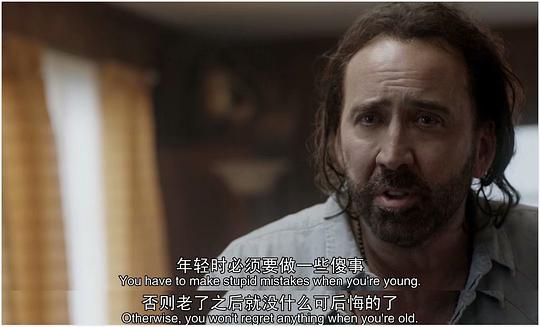 年轻时必须要做一些傻事
You have to make stupid mistakes when you're young.
否则老了之后就没什么可后悔的了
Otherwise, you won't regret anything when you're old.